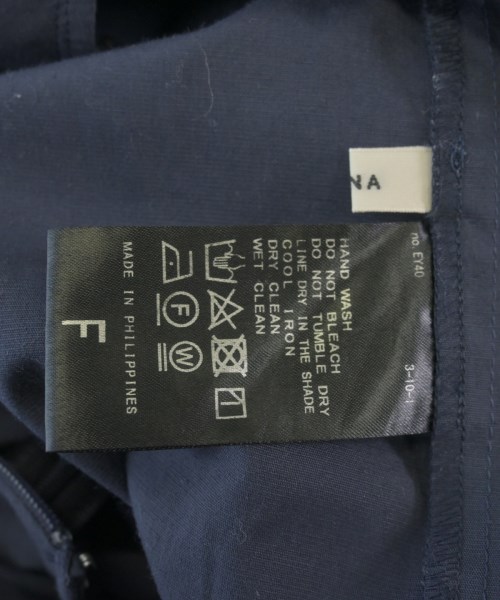 NA
no. EY40
3-10-1
HAND WASH
DO NOT BLEACH
DO NOT TUMBLE DRY
LINE DRY IN THE SHADE
COOL IRON
DRY CLEAN
WET CLEAN
F
W
MADE IN PHILIPPINES
F